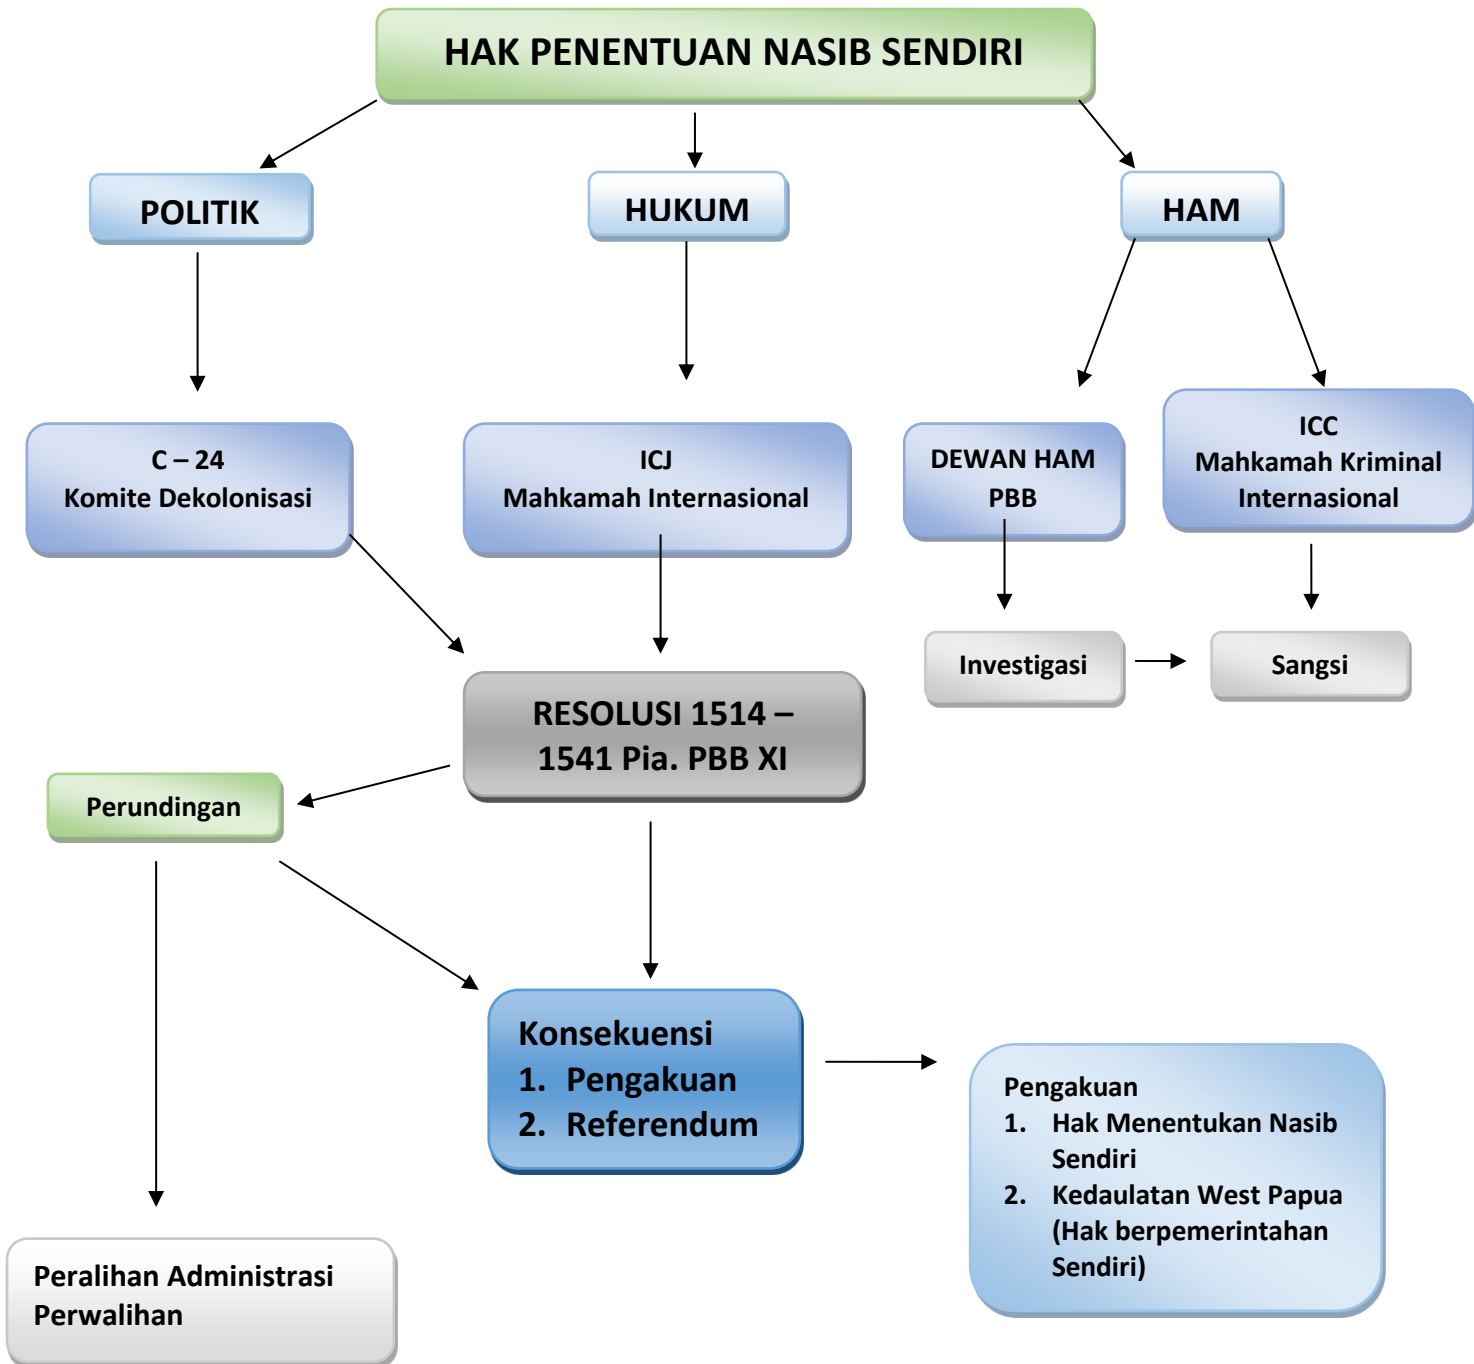 HAK PENENTUAN NASIB SENDIRI
POLITIK
HUKUM
HAM
C – 24
Komite Dekolonisasi
ICJ
Mahkamah Internasional
DEWAN HAM
PBB
ICC
Mahkamah Kriminal
Internasional
Investigasi
Sangsi
RESOLUSI 1514 –
1541 Pia. PBB XI
Perundingan
Konsekuensi
1. Pengakuan
2. Referendum
Pengakuan
1. Hak Menentukan Nasib
Sendiri
2. Kedaulatan West Papua
(Hak berpemerintahan
Sendiri)
Peralihan Administrasi
Perwalihan